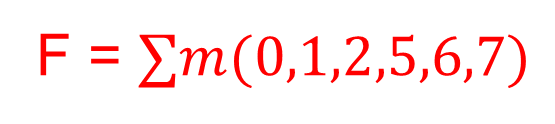 F = ∑m(0,1,2,5,6,7)